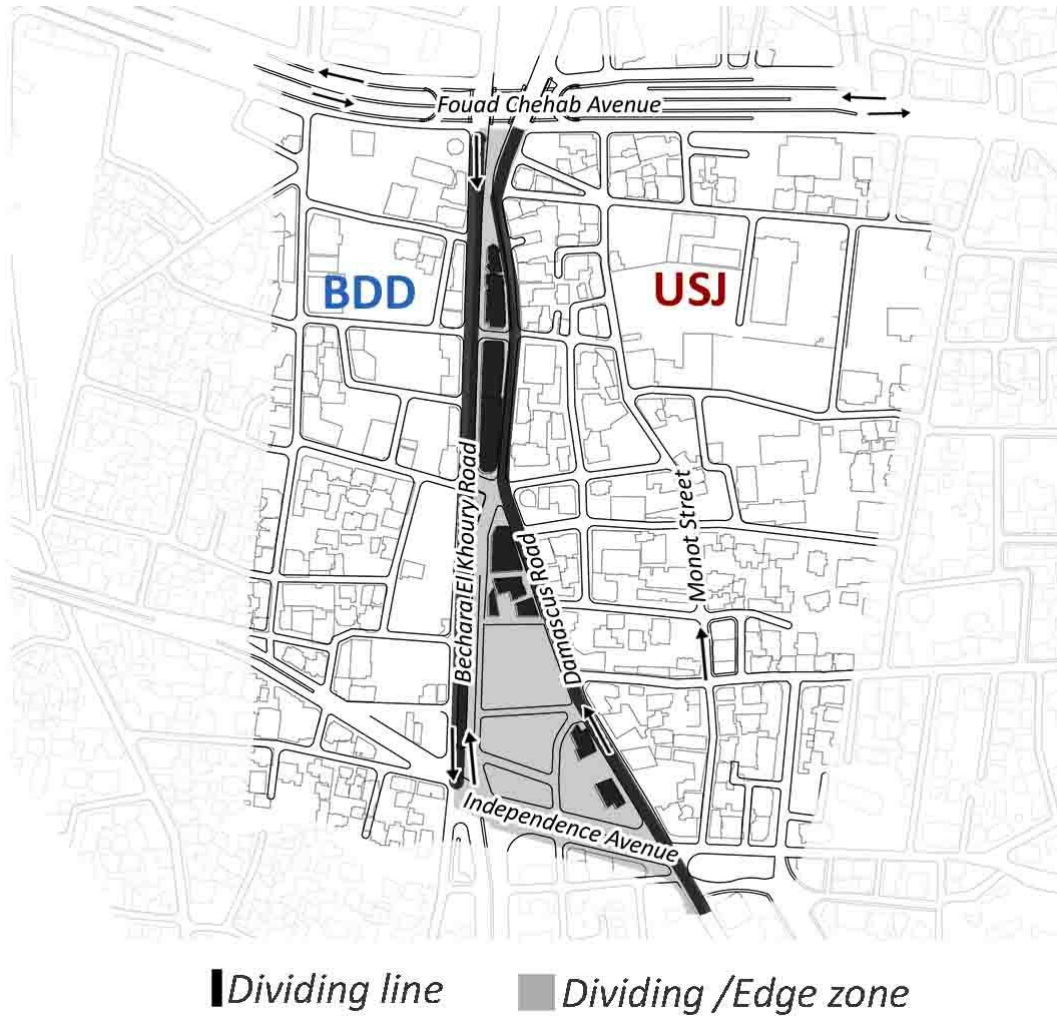 Fouad Chehab Avenue
BDD
USJ
Bechara El Khoury Road
Damascus Road
Monot Street
Independence Avenue
Dividing line
Dividing /Edge zone